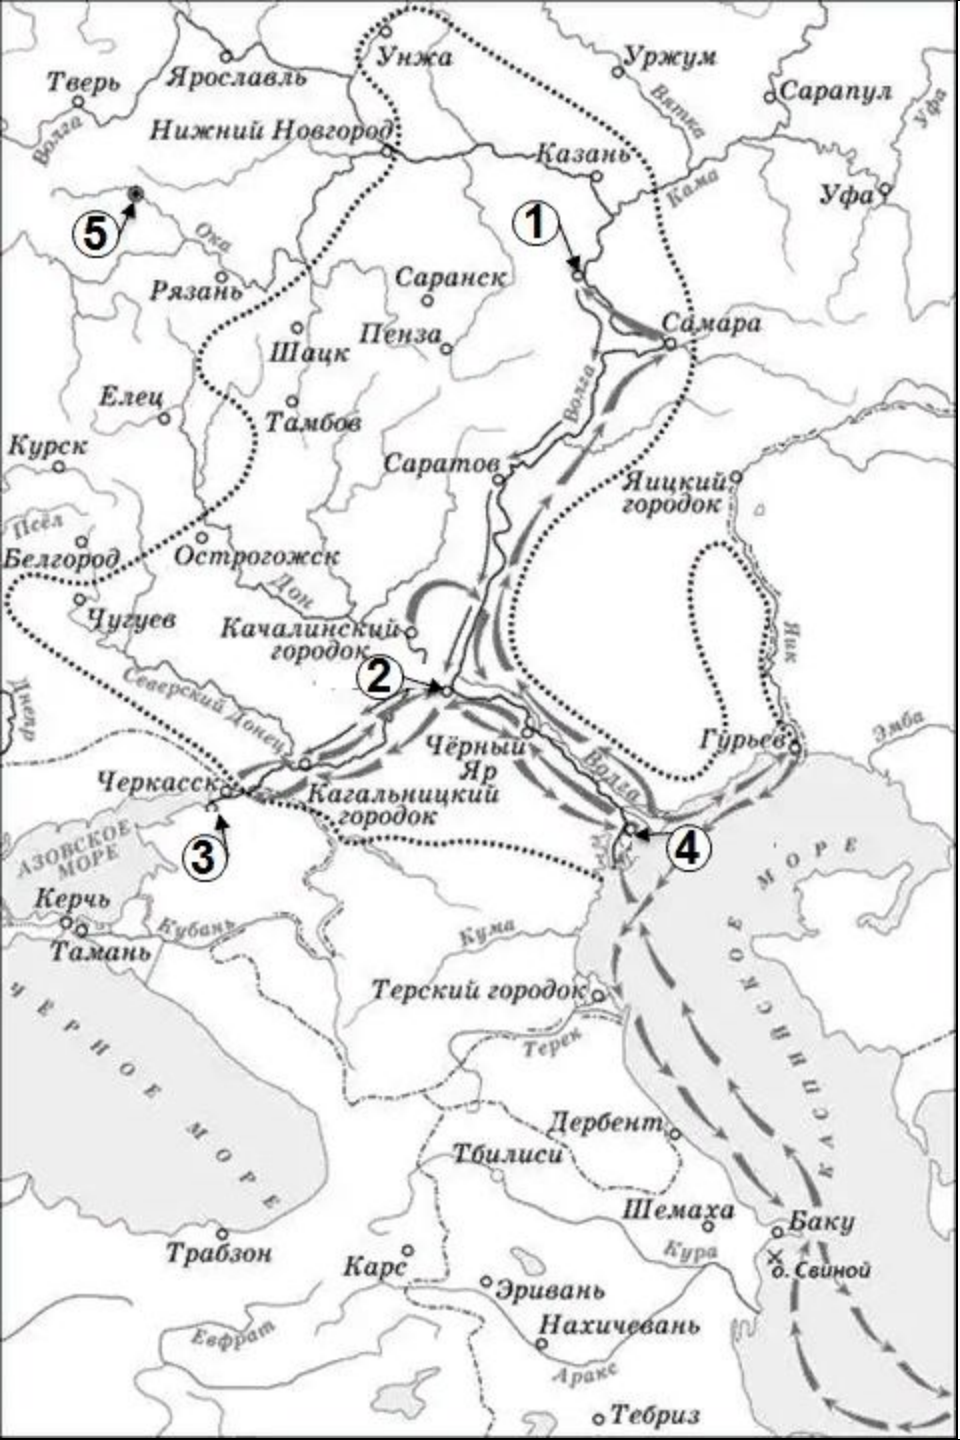 Унжа
Уржум
Тверь
Ярославль
Сарапул
Вятка
Уфа
Волга
Нижний Новгород
Казань
Кама
Уфа
5
1
Ока
Рязань
Саранск
Самара
Шацк
Пенза
Елец
Тамбов
Волга
Курск
Саратов
Яицкий
городок
Псёл
Белгород
Острогожск
Дон
Чугуев
Качалинский
городок
Яик
2
Северский Донец
Днепр
Чёрный
Яр
Волга
Гурьев
Эмба
Черкасск
Кагальницкий
городок
АЗОВСКОЕ
МОРЕ
3
4
КАСПИЙСКОЕ МОРЕ
Керчь
Тамань
Кубань
Кума
Терский городок
ЧЁРНОЕ МОРЕ
Терек
Дербент
Тбилиси
Шемаха
Баку
Кура
о. Свиной
Трабзон
Карс
Эривань
Евфрат
Нахичевань
Аракс
Тебриз